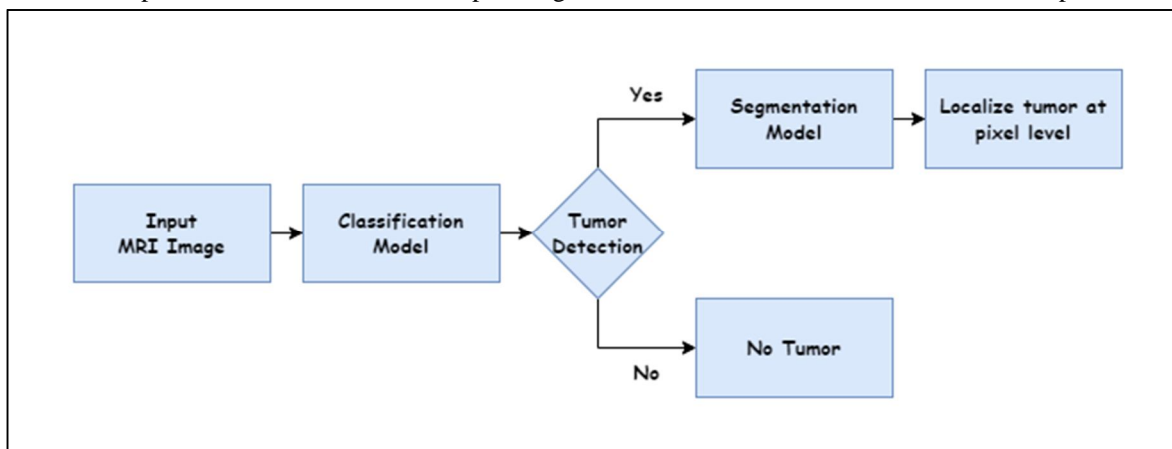 Yes
Segmentation
Model
Localize tumor at
pixel level
Input
MRI Image
Classification
Model
Tumor
Detection
No Tumor
No